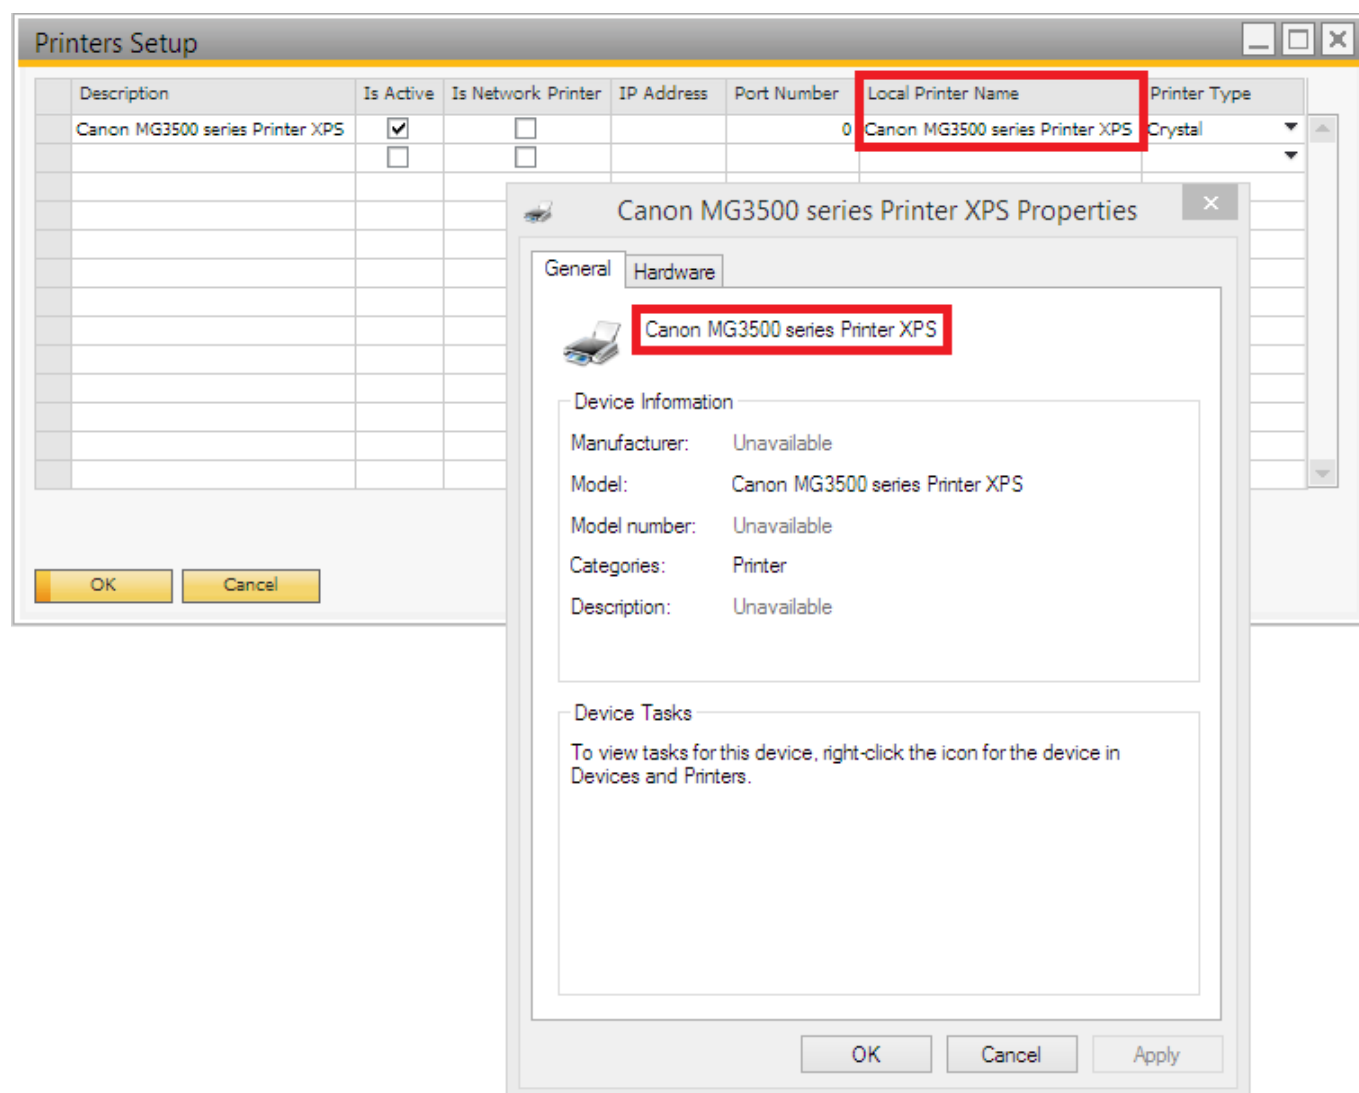 Printers Setup
Description Is Active Is Network Printer IP Address Port Number Local Printer Name Printer Type
Canon MG3500 series Printer XPS 0 Canon MG3500 series Printer XPS Crystal
Canon MG3500 series Printer XPS Properties
General Hardware
Canon MG3500 series Printer XPS
Device Information
Manufacturer: Unavailable
Model: Canon MG3500 series Printer XPS
Model number: Unavailable
Categories: Printer
Description: Unavailable
OK Cancel
Device Tasks
To view tasks for this device, right-click the icon for the device in
Devices and Printers.
OK Cancel Apply